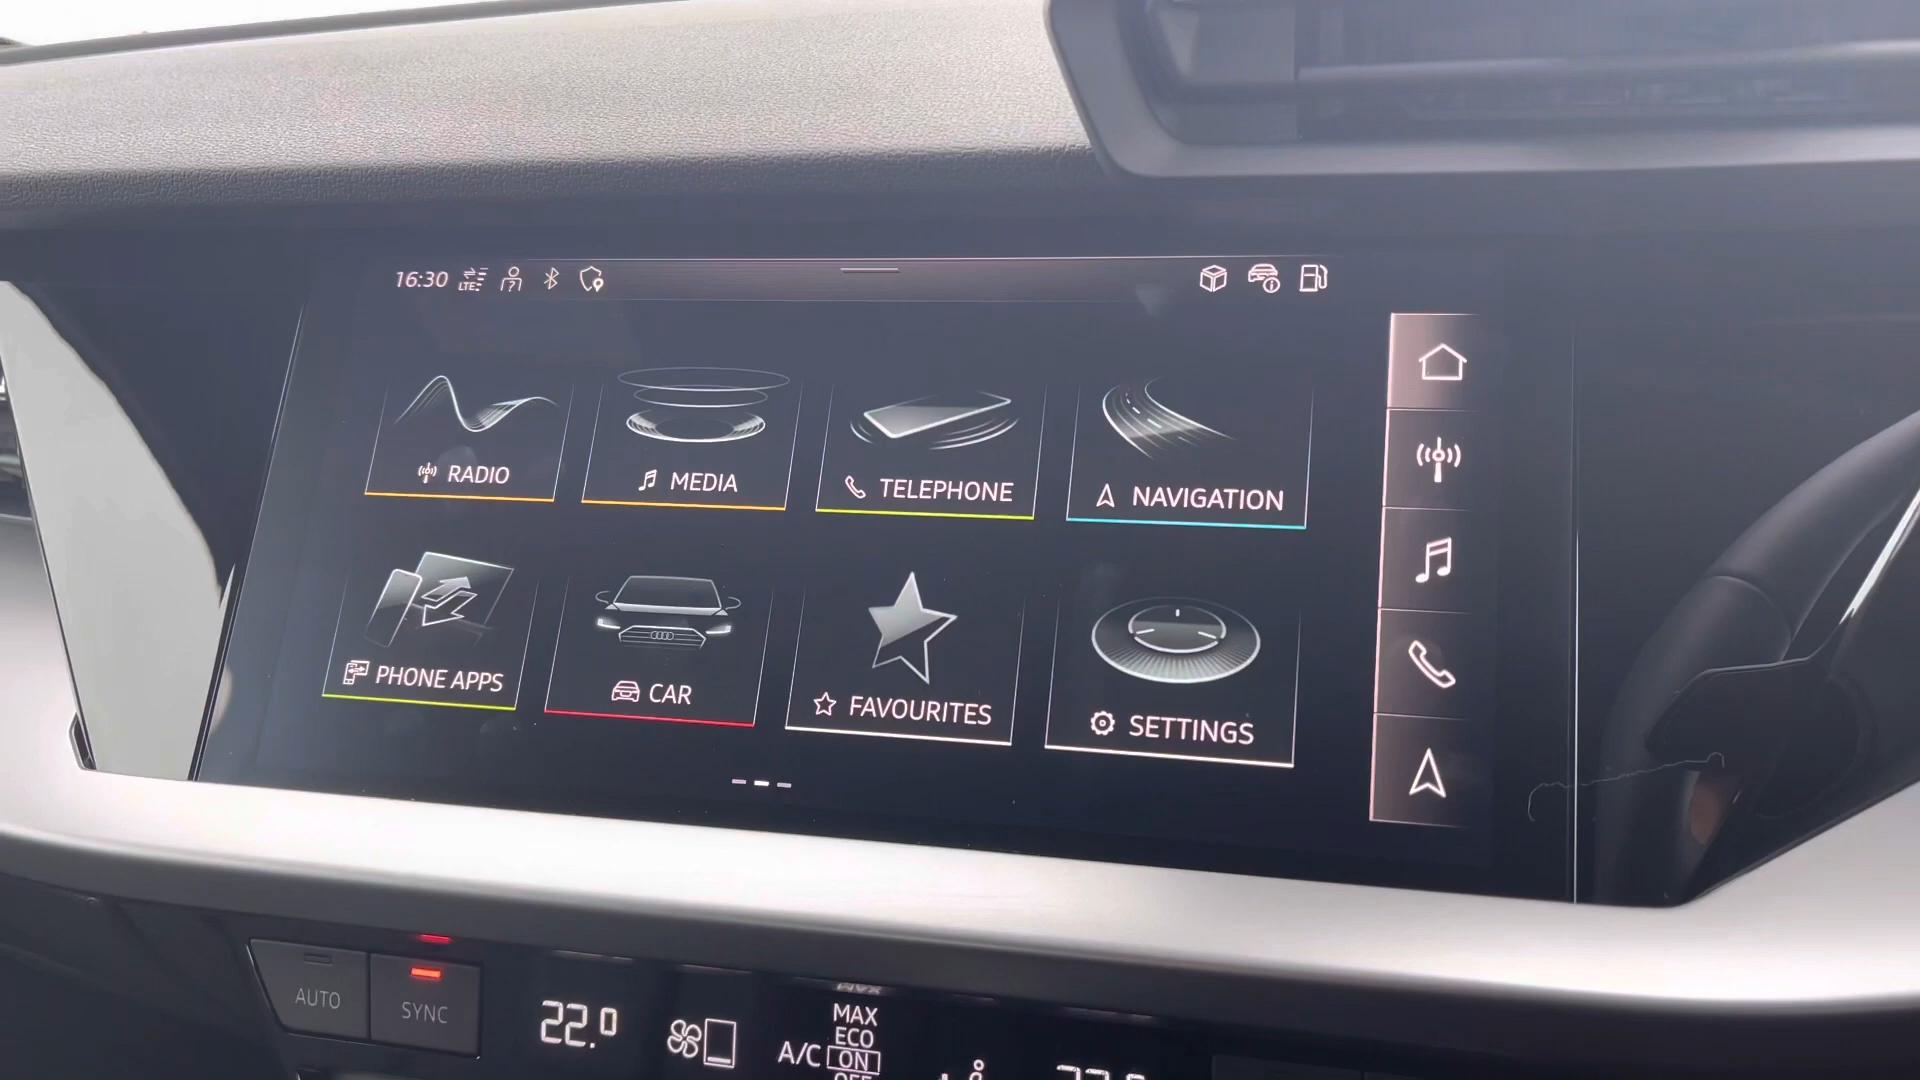 16:30 LTE
RADIO
MEDIA
TELEPHONE
NAVIGATION
PHONE APPS
CAR
FAVOURITES
SETTINGS
AUTO
SYNC
22.0
A/C
MAX
ECO
ON
OFF